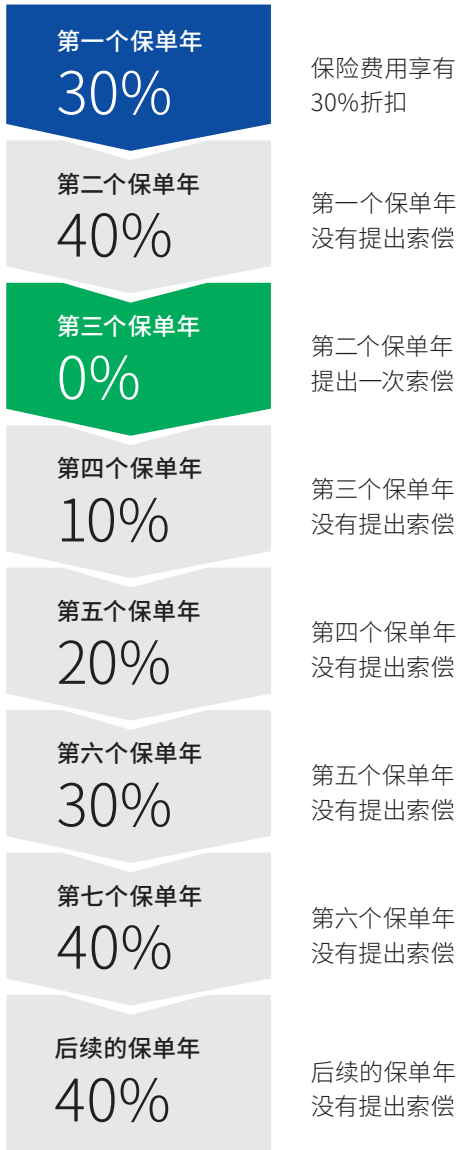 第一个保单年
30%
保险费用享有
30%折扣
第二个保单年
40%
第一个保单年
没有提出索偿
第三个保单年
0%
第二个保单年
提出一次索偿
第四个保单年
10%
第三个保单年
没有提出索偿
第五个保单年
20%
第四个保单年
没有提出索偿
第六个保单年
30%
第五个保单年
没有提出索偿
第七个保单年
40%
第六个保单年
没有提出索偿
后续的保单年
40%
后续的保单年
没有提出索偿